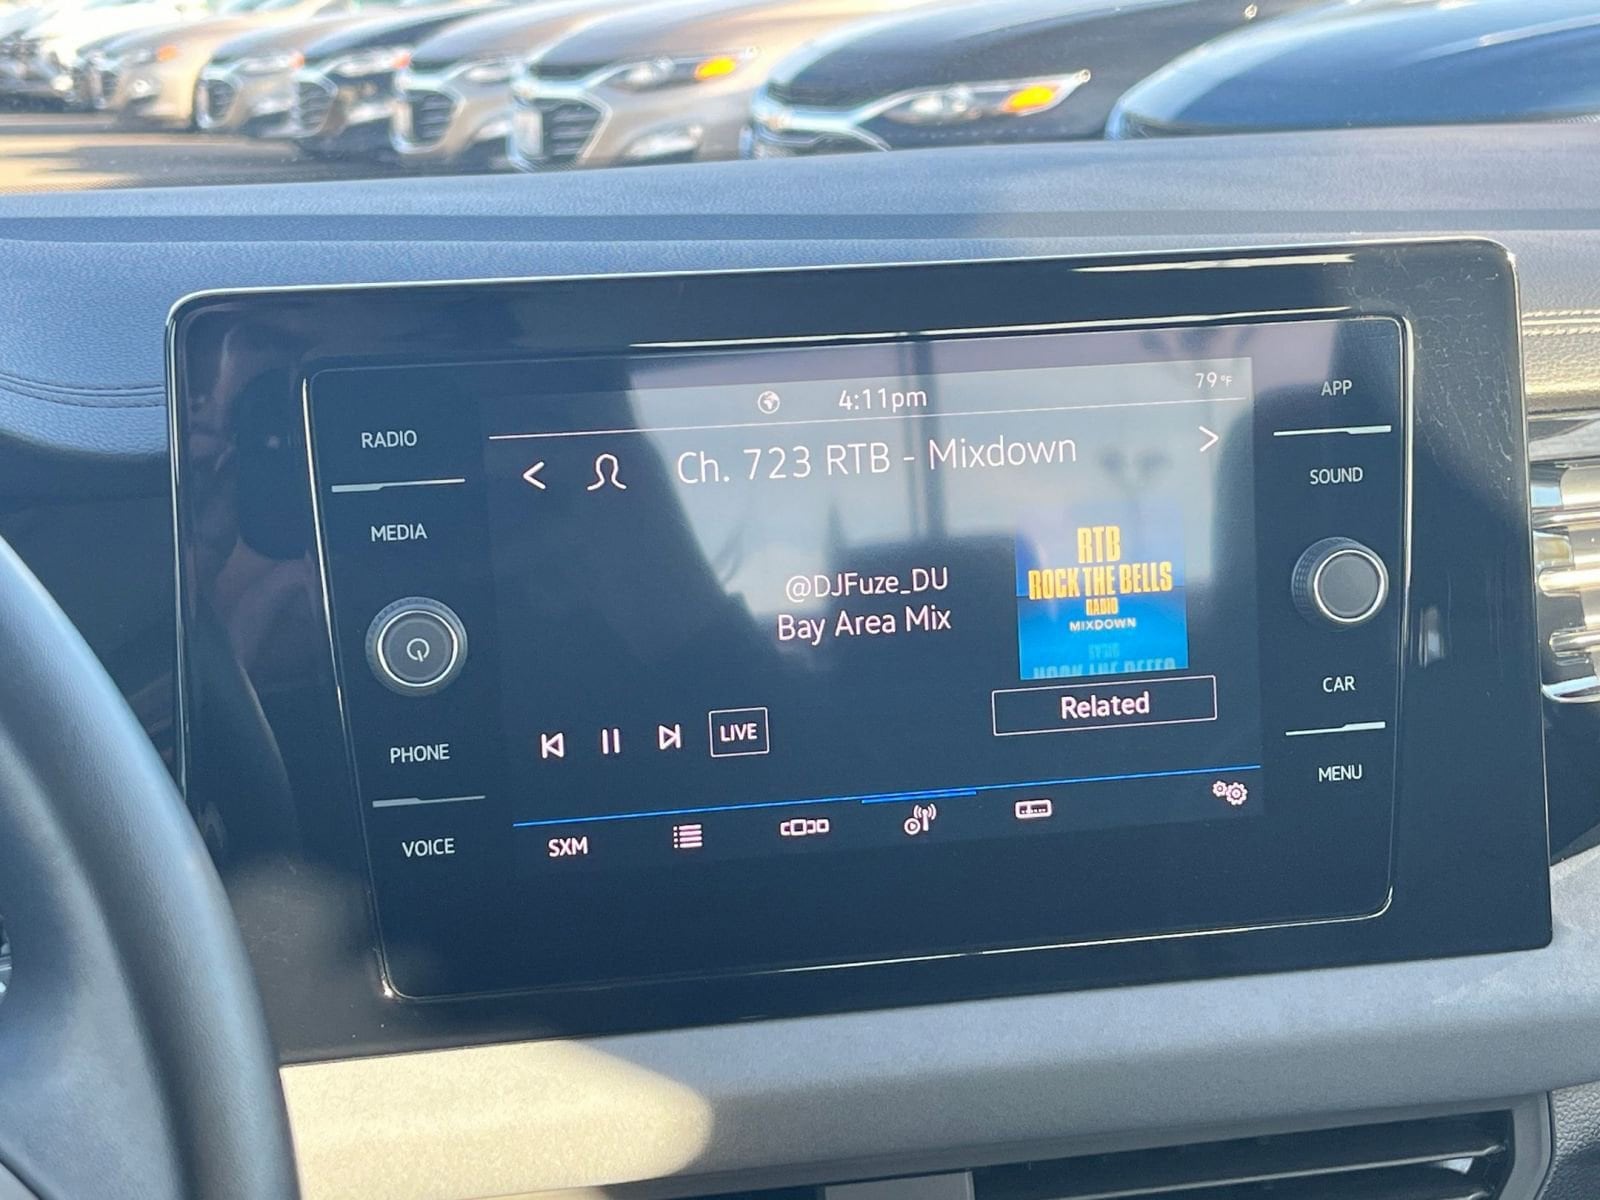 4:11pm
79°F
Ch. 723 RTB - Mixdown
@DJFuze_DU
Bay Area Mix
RTB
ROCK THE BELLS
RADIO
MIXDOWN
Related
LIVE
SXM
RADIO
MEDIA
PHONE
VOICE
APP
SOUND
CAR
MENU